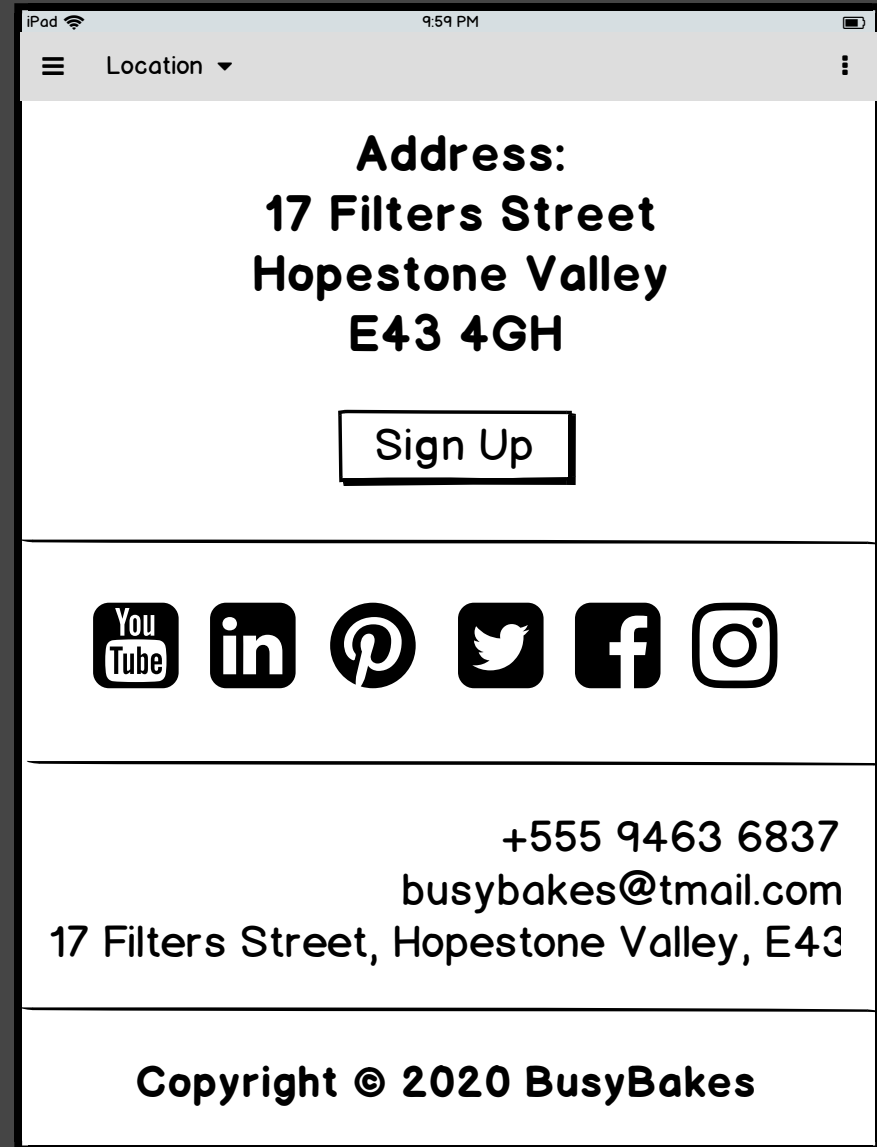 iPad 9:59 PM
Location
Address:
17 Filters Street
Hopestone Valley
E43 4GH
Sign Up
You
Tube
in
+555 9463 6837
busybakes@tmail.com
17 Filters Street, Hopestone Valley, E43
Copyright © 2020 BusyBakes